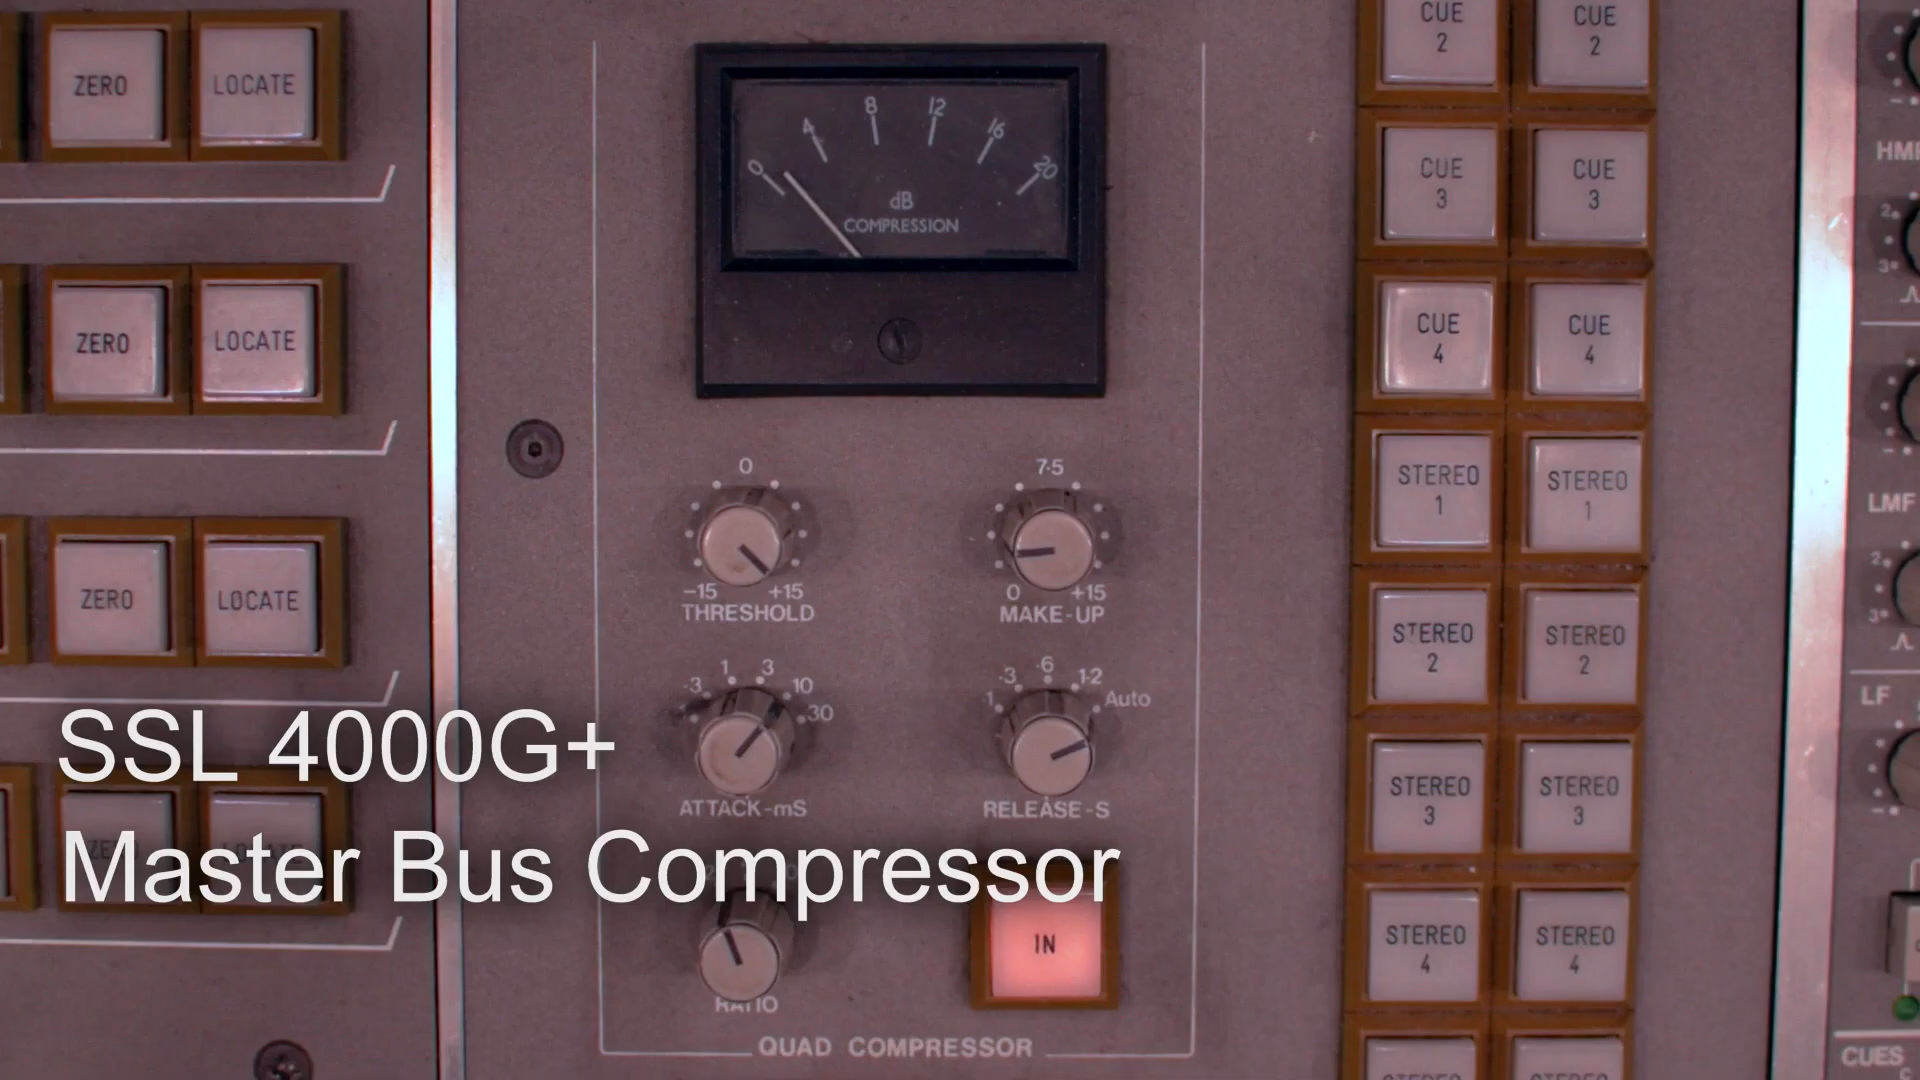 ZERO LOCATE
ZERO LOCATE
ZERO LOCATE
ZERO LOCATE
0 4 8 12 16 20
dB
COMPRESSION
0
-15 +15
THRESHOLD
7·5
0 +15
MAKE-UP
·3 1 3 10 30
ATTACK-mS
·1 ·3 ·6 1·2 Auto
RELEASE-S
SSL 4000G+
Master Bus Compressor
RATIO
IN
QUAD COMPRESSOR
CUE
2
CUE
2
CUE
3
CUE
3
CUE
4
CUE
4
STEREO
1
STEREO
1
STEREO
2
STEREO
2
STEREO
3
STEREO
3
STEREO
4
STEREO
4
LMF
LF
CUES